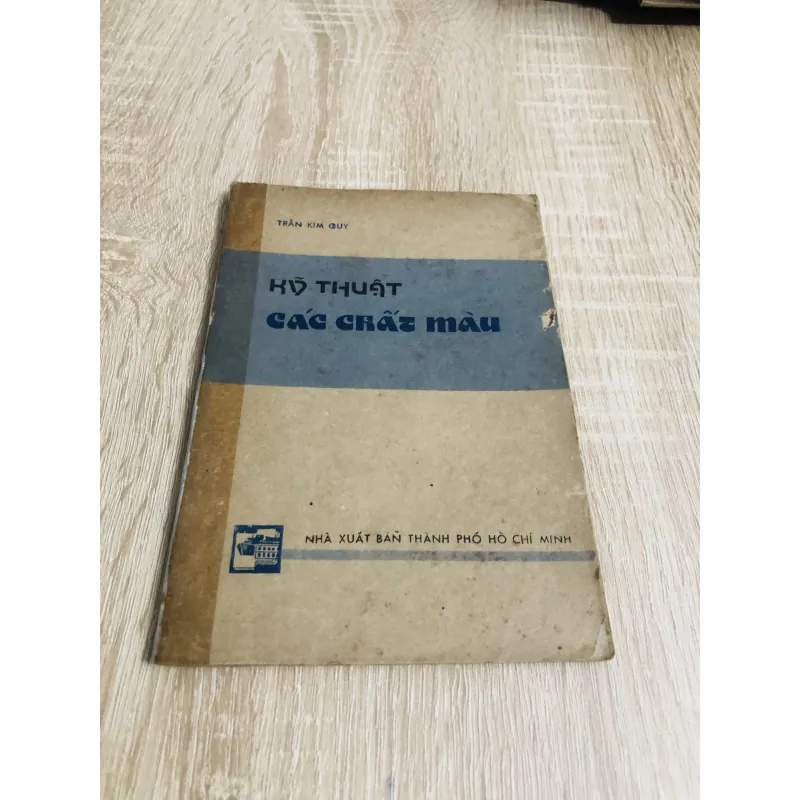 TRẦN KIM QUY
KỸ THUẬT
CÁC CHẤT MÀU
NHÀ XUẤT BẢN THÀNH PHỐ HỒ CHÍ MINH